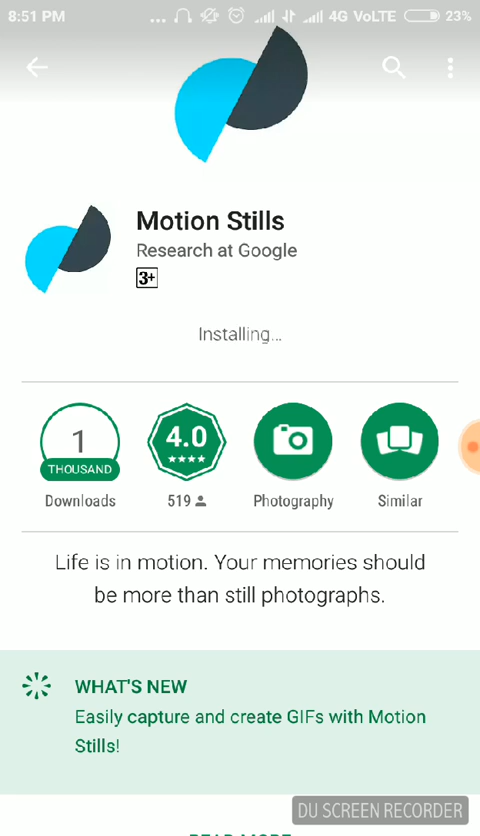 8:51 PM ... 4G VoLTE 23%
Motion Stills
Research at Google
3+
Installing...
1
THOUSAND
Downloads
4.0
519
Photography
Similar
Life is in motion. Your memories should
be more than still photographs.
WHAT'S NEW
Easily capture and create GIFs with Motion
Stills!
DU SCREEN RECORDER
READ MORE